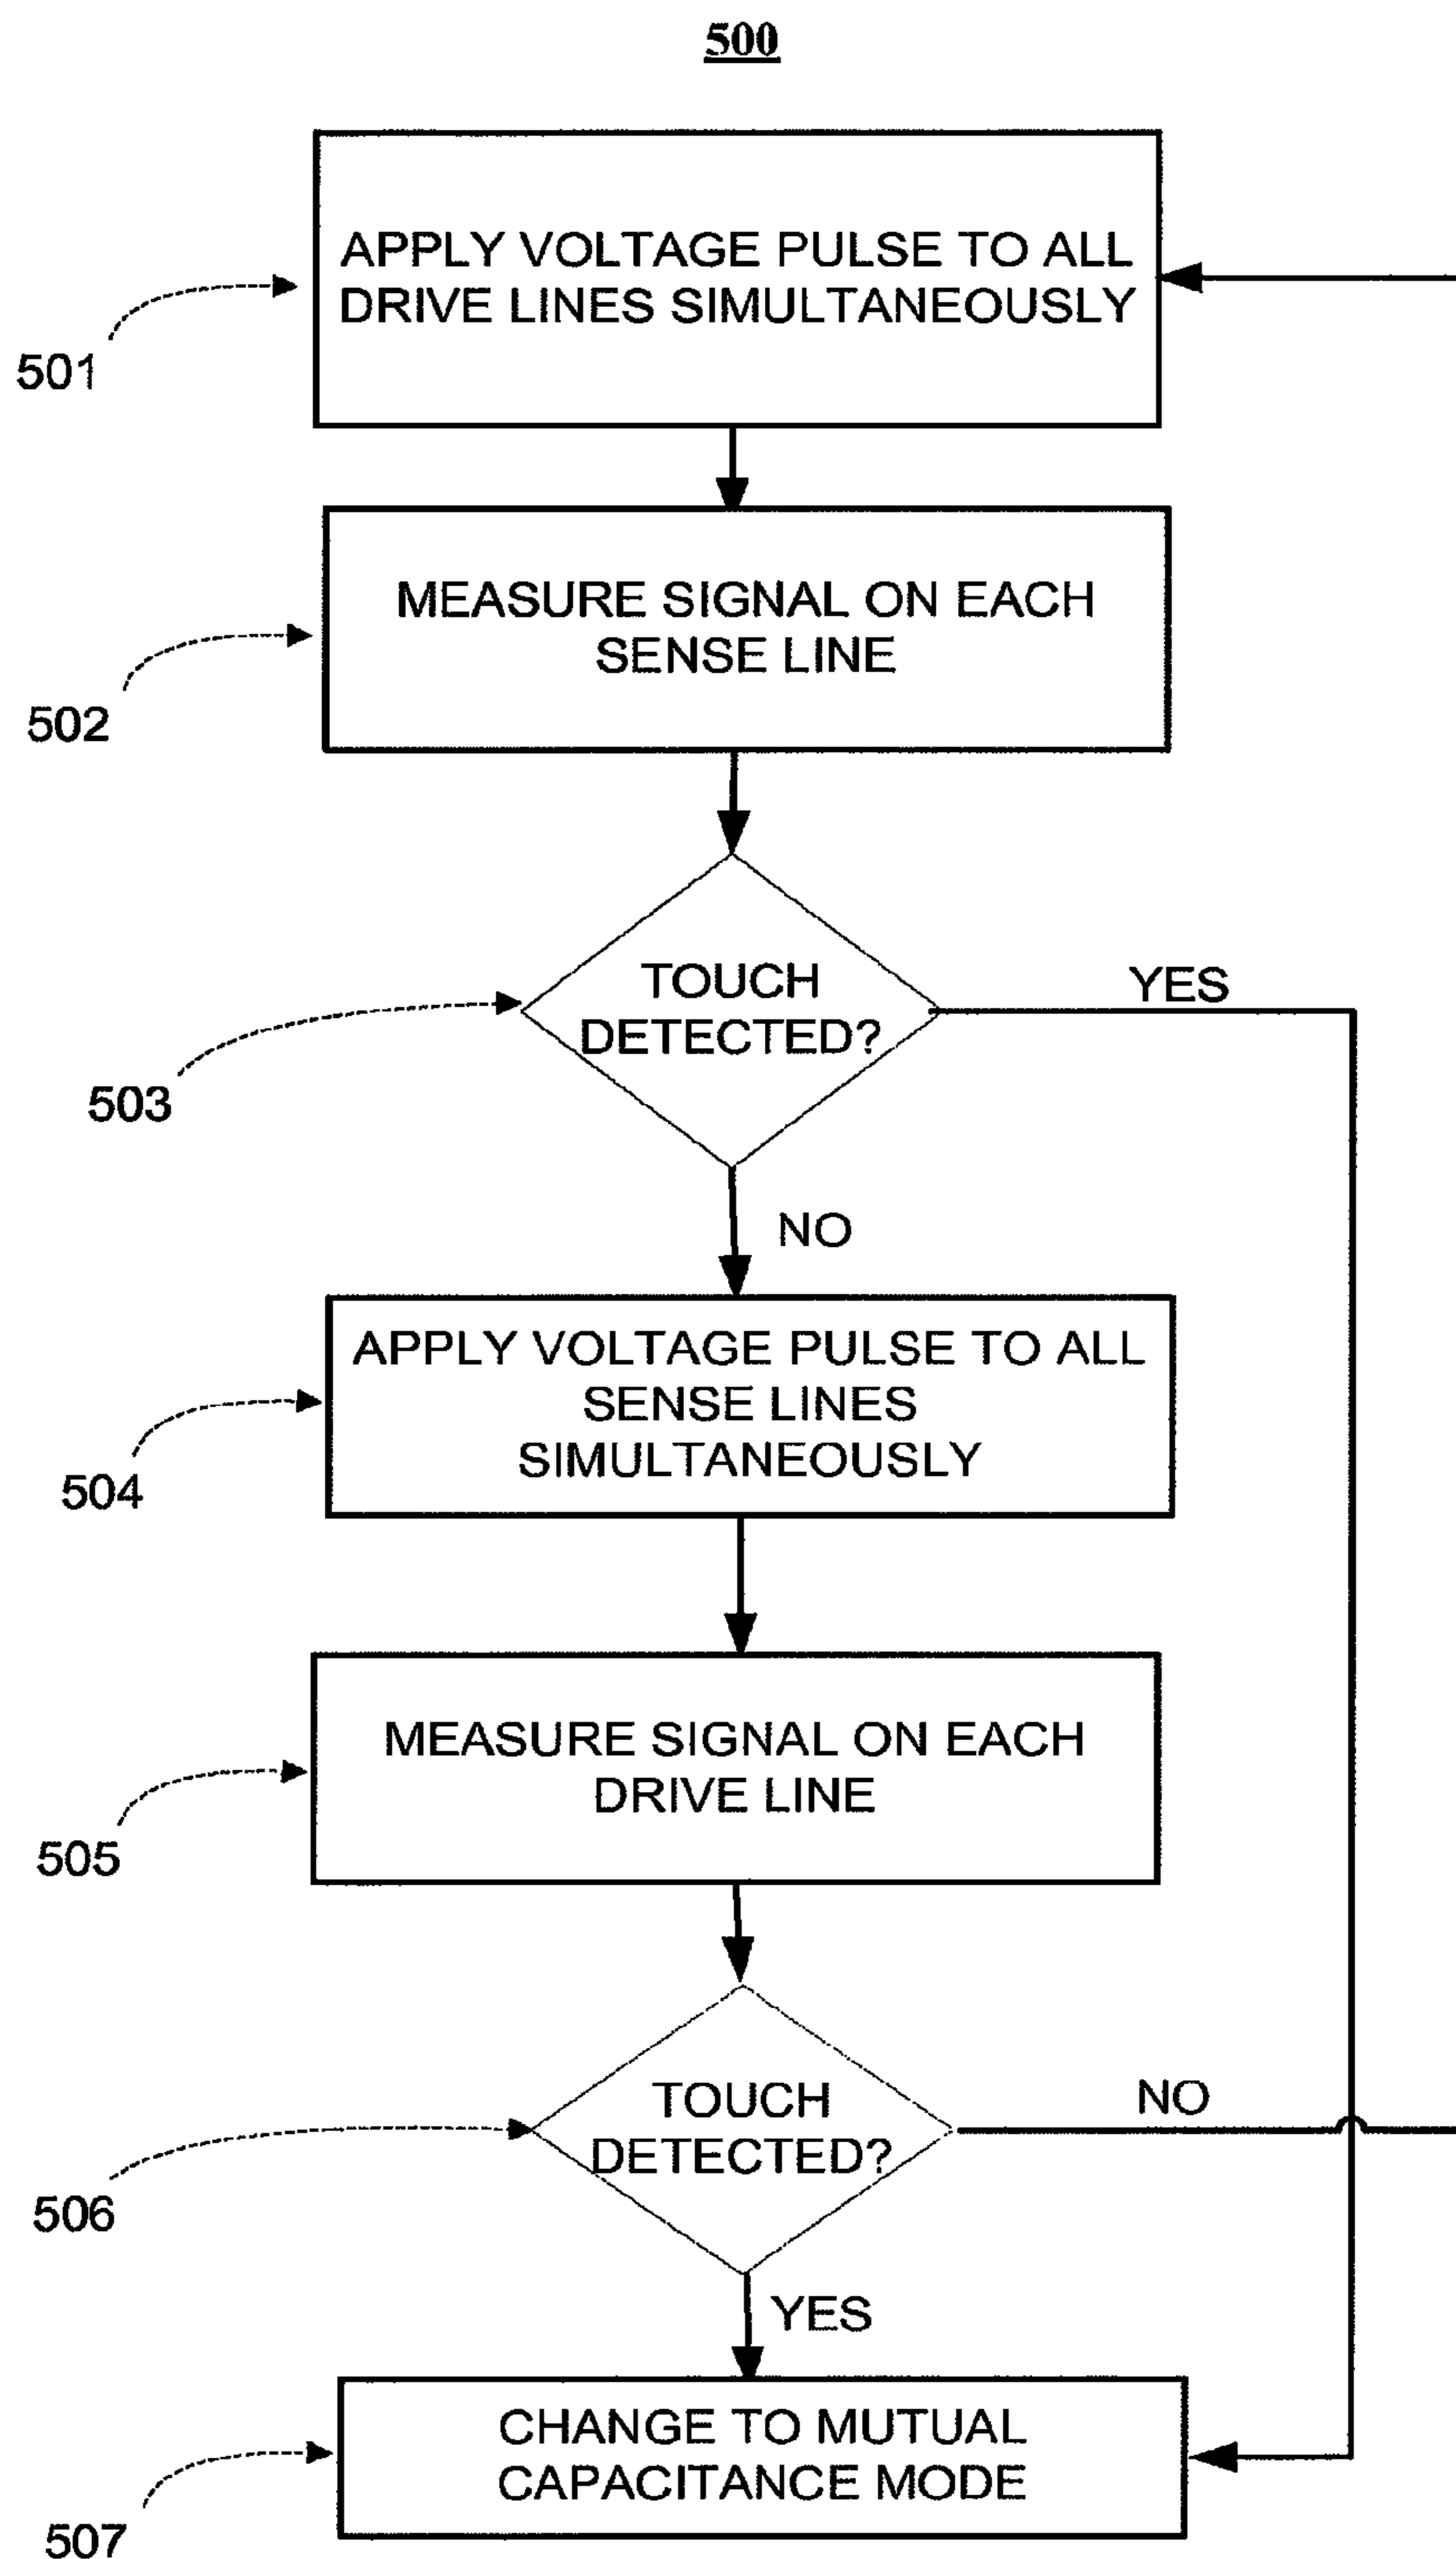 500
APPLY VOLTAGE PULSE TO ALL
DRIVE LINES SIMULTANEOUSLY
501
MEASURE SIGNAL ON EACH
SENSE LINE
502
TOUCH
DETECTED?
YES
503
NO
APPLY VOLTAGE PULSE TO ALL
SENSE LINES
SIMULTANEOUSLY
504
MEASURE SIGNAL ON EACH
DRIVE LINE
505
TOUCH
DETECTED?
NO
506
YES
CHANGE TO MUTUAL
CAPACITANCE MODE
507